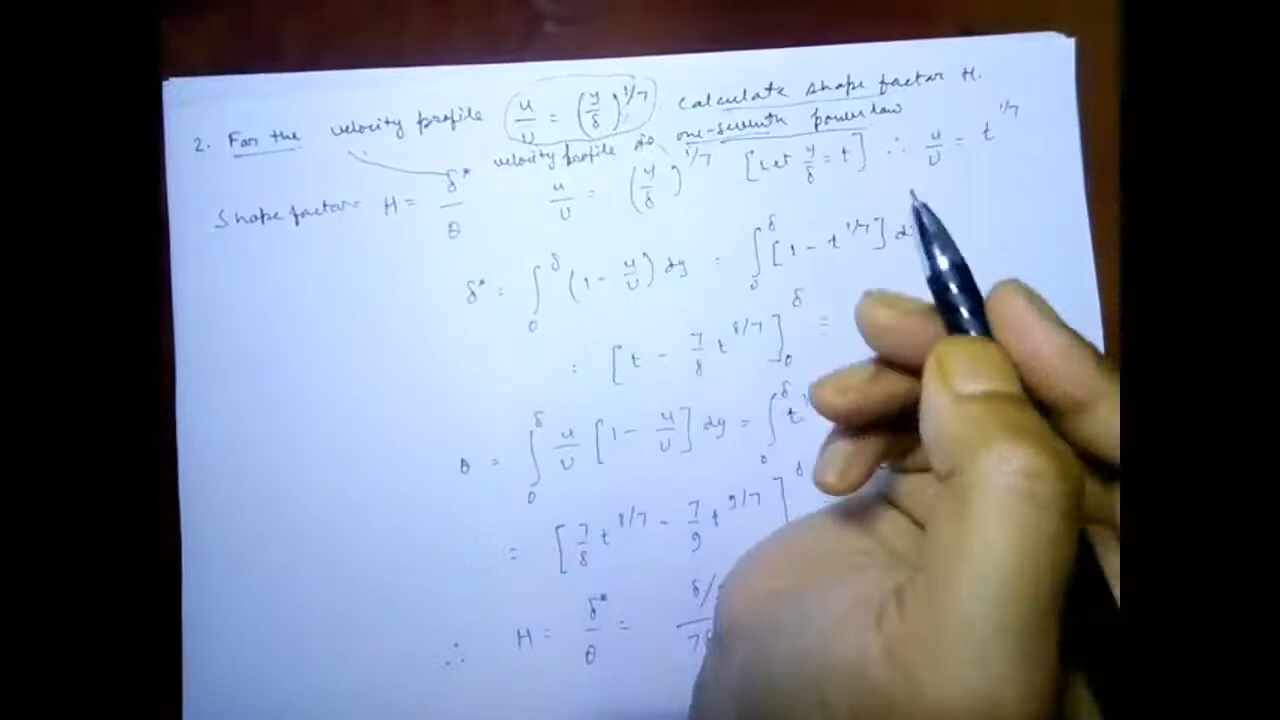 2. For the velocity profile u/U = (y/δ)^1/7. Calculate shape factor H.
velocity profile is one-seventh power law
Shape factor = H = δ*/θ u/U = (y/δ)^1/7 [Let y/δ = t] ∴ u/U = t^1/7
δ* = ∫₀^δ (1 - u/U) dy = ∫₀^δ [1 - t^1/7]
= [t - 7/8 t^8/7]₀^δ =
θ = ∫₀^δ u/U [1 - u/U] dy = ∫₀^δ t
= [7/8 t^8/7 - 7/9 t^9/7]^δ
∴ H = δ*/θ =